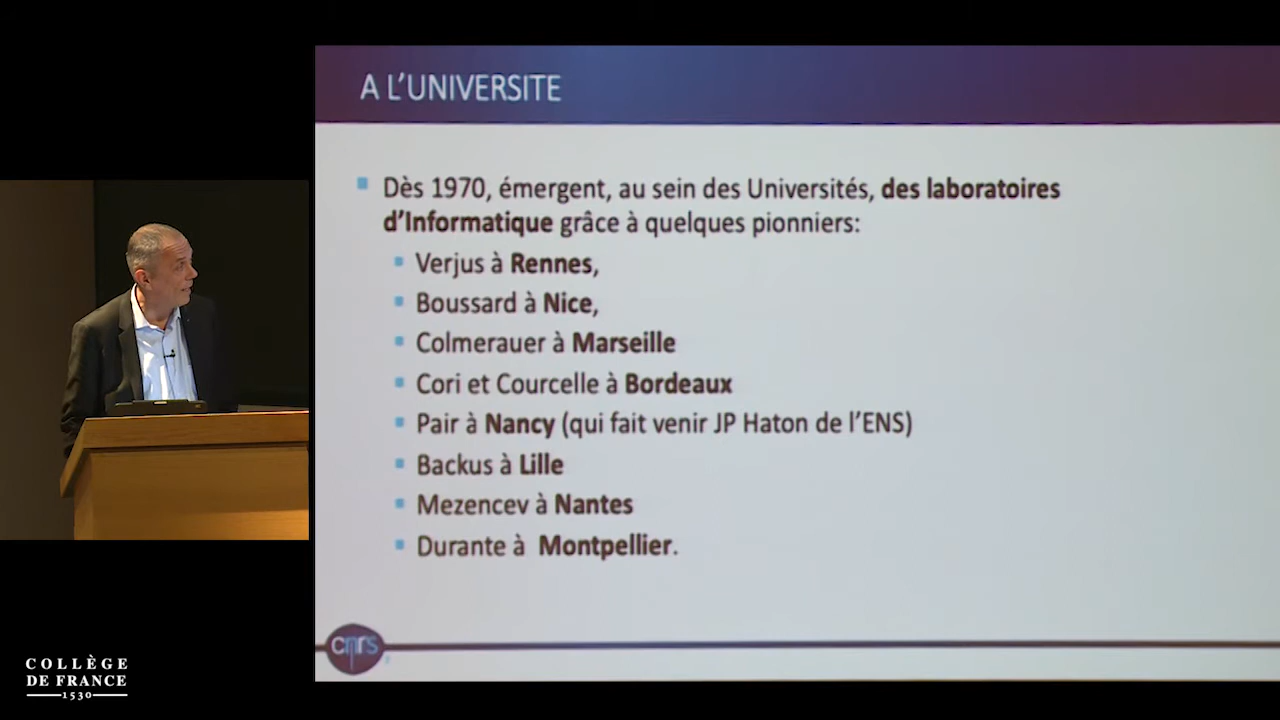 A L’UNIVERSITE
Dès 1970, émergent, au sein des Universités, des laboratoires
d’Informatique grâce à quelques pionniers:
Verjus à Rennes,
Boussard à Nice,
Colmerauer à Marseille
Cori et Courcelle à Bordeaux
Pair à Nancy (qui fait venir JP Haton de l’ENS)
Backus à Lille
Mezencev à Nantes
Durante à Montpellier.
cnrs
COLLÈGE
DE FRANCE
1530